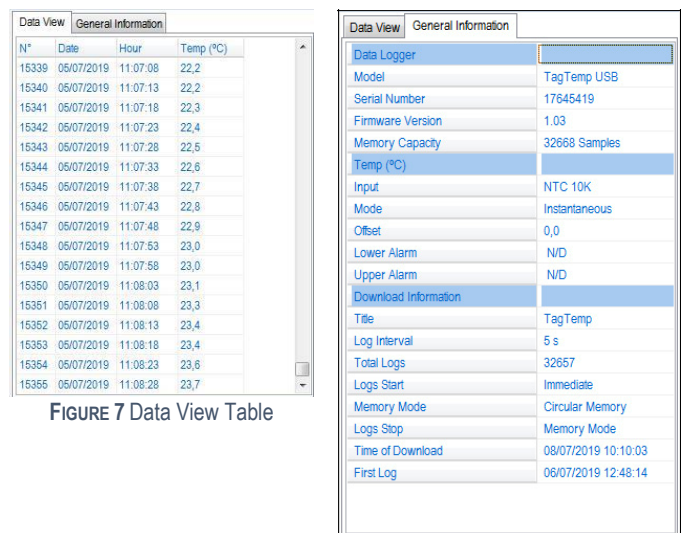 Data View General Information
N° Date Hour Temp (ºC)
15339 05/07/2019 11:07:08 22,2
15340 05/07/2019 11:07:13 22,2
15341 05/07/2019 11:07:18 22,3
15342 05/07/2019 11:07:23 22,4
15343 05/07/2019 11:07:28 22,5
15344 05/07/2019 11:07:33 22,6
15345 05/07/2019 11:07:38 22,7
15346 05/07/2019 11:07:43 22,8
15347 05/07/2019 11:07:48 22,9
15348 05/07/2019 11:07:53 23,0
15349 05/07/2019 11:07:58 23,0
15350 05/07/2019 11:08:03 23,1
15351 05/07/2019 11:08:08 23,3
15352 05/07/2019 11:08:13 23,4
15353 05/07/2019 11:08:18 23,4
15354 05/07/2019 11:08:23 23,6
15355 05/07/2019 11:08:28 23,7
FIGURE 7 Data View Table
Data View General Information
Data Logger
Model TagTemp USB
Serial Number 17645419
Firmware Version 1.03
Memory Capacity 32668 Samples
Temp (ºC)
Input NTC 10K
Mode Instantaneous
Offset 0,0
Lower Alarm N/D
Upper Alarm N/D
Download Information
Title TagTemp
Log Interval 5 s
Total Logs 32657
Logs Start Immediate
Memory Mode Circular Memory
Logs Stop Memory Mode
Time of Download 08/07/2019 10:10:03
First Log 06/07/2019 12:48:14